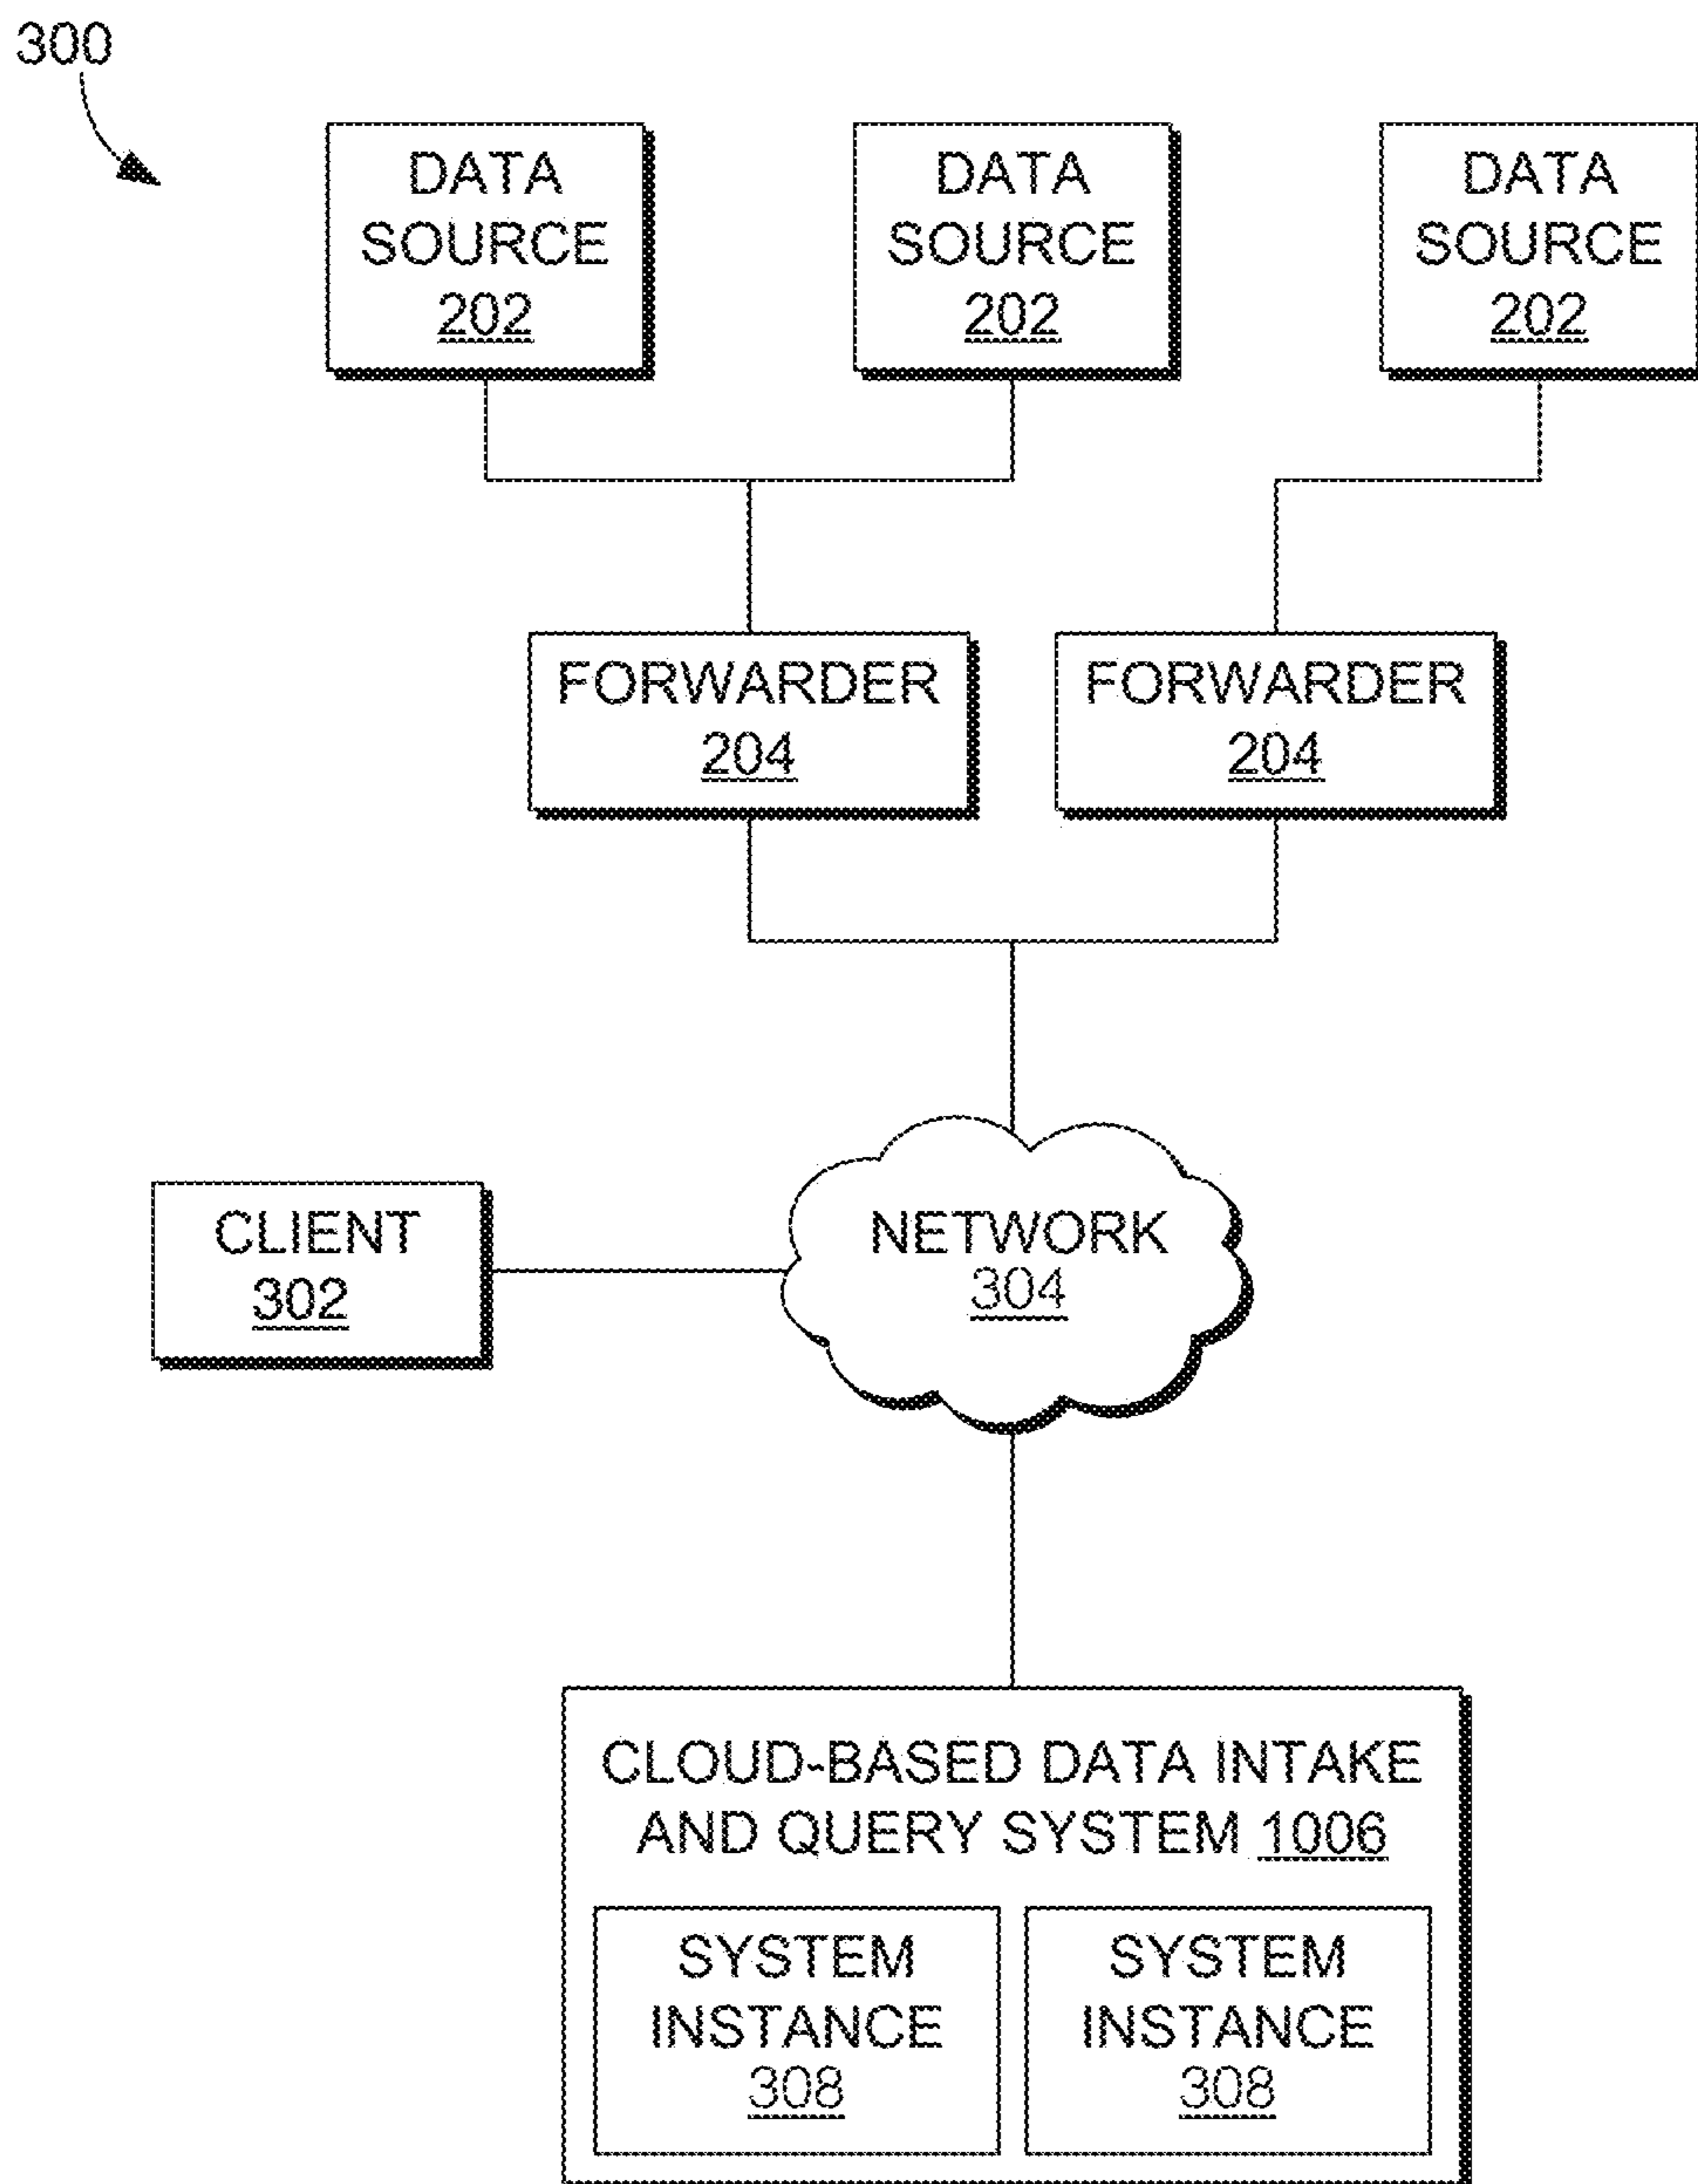 300
DATA
SOURCE
202
DATA
SOURCE
202
DATA
SOURCE
202
FORWARDER
204
FORWARDER
204
CLIENT
302
NETWORK
304
CLOUD-BASED DATA INTAKE
AND QUERY SYSTEM 1006
SYSTEM
INSTANCE
308
SYSTEM
INSTANCE
308